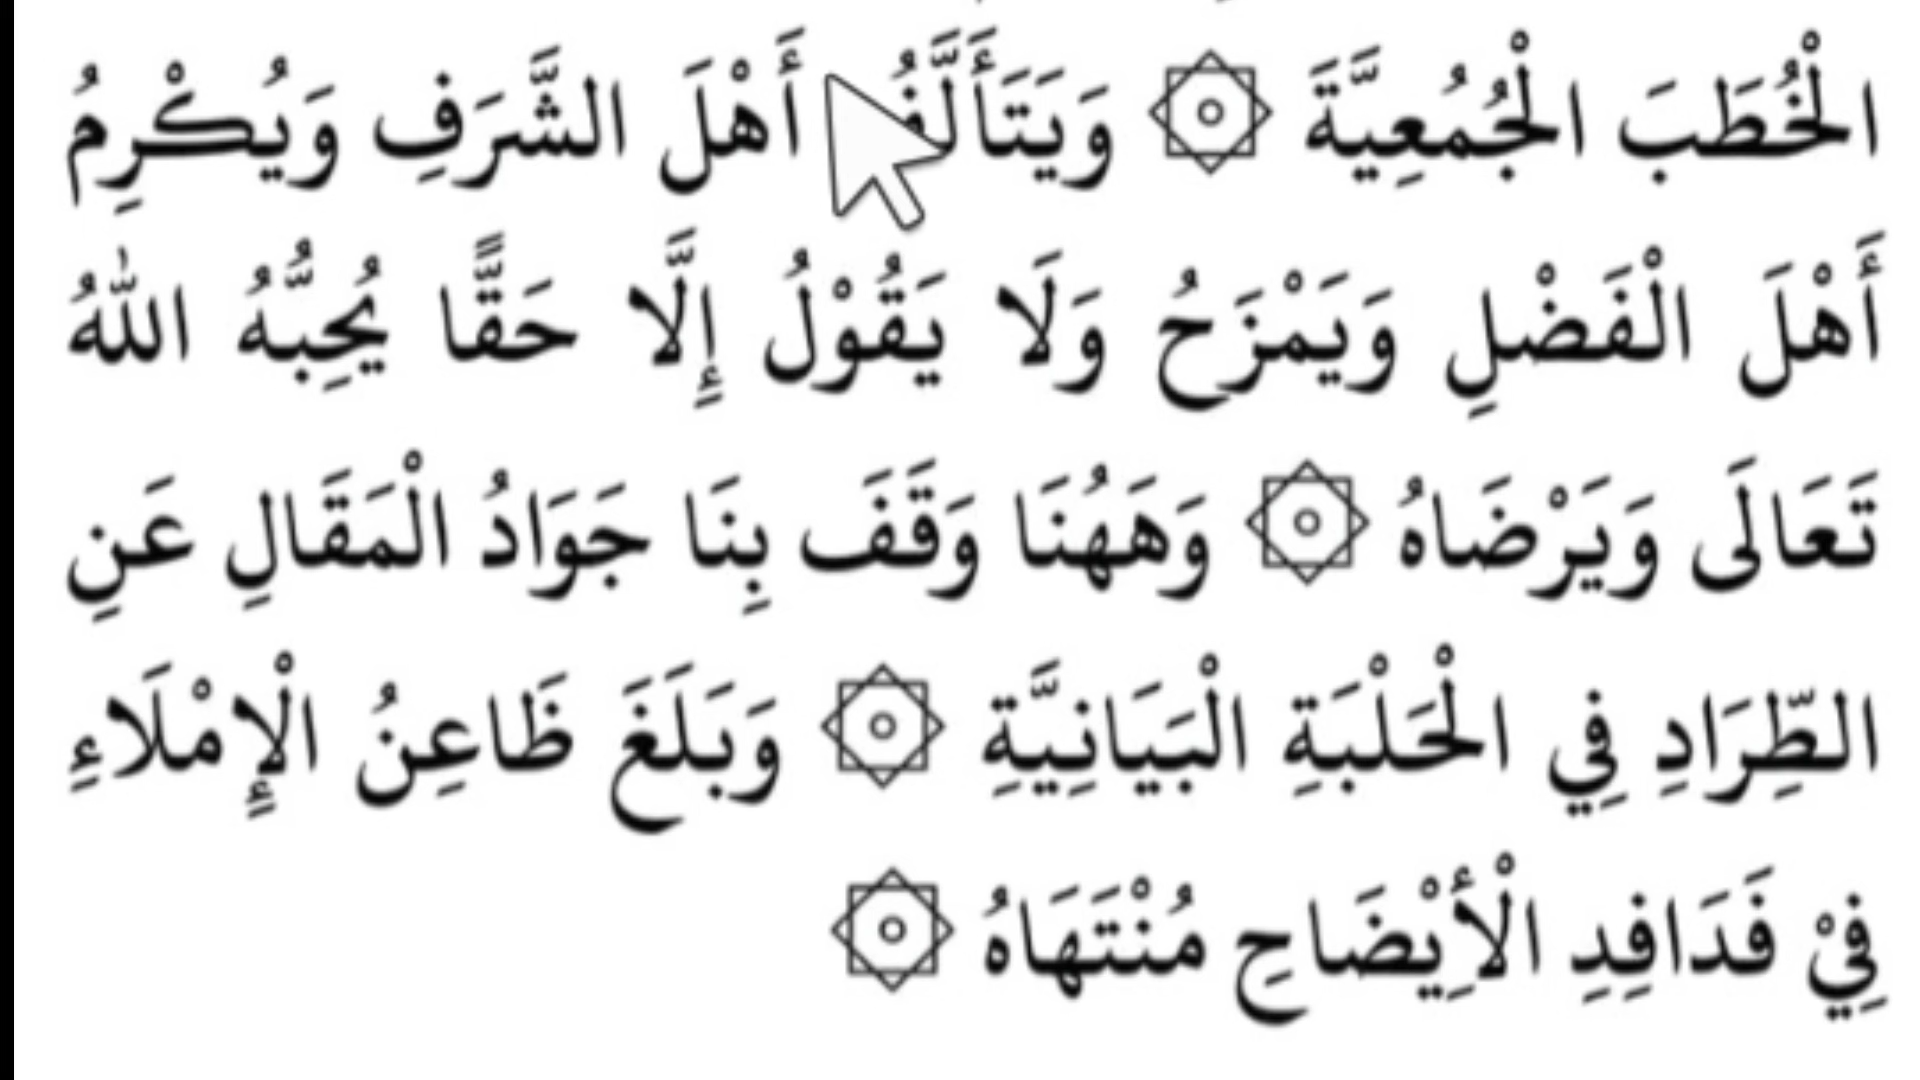 الْخُطَبَ الْجُمُعِيَّةَ ۞ وَيَتَأَلَّفُ أَهْلَ الشَّرَفِ وَيُكْرِمُ
أَهْلَ الْفَضْلِ وَيَمْزَحُ وَلَا يَقُوْلُ إِلَّا حَقًّا يُحِبُّهُ اللّٰهُ
تَعَالَى وَيَرْضَاهُ ۞ وَهَهُنَا وَقَفَ بِنَا جَوَادُ الْمَقَالِ عَنِ
الطِّرَادِ فِي الْحَلْبَةِ الْبَيَانِيَّةِ ۞ وَبَلَغَ ظَاعِنُ الْإِمْلَاءِ
فِيْ فَدَافِدِ الْأِيْضَاحِ مُنْتَهَاهُ ۞